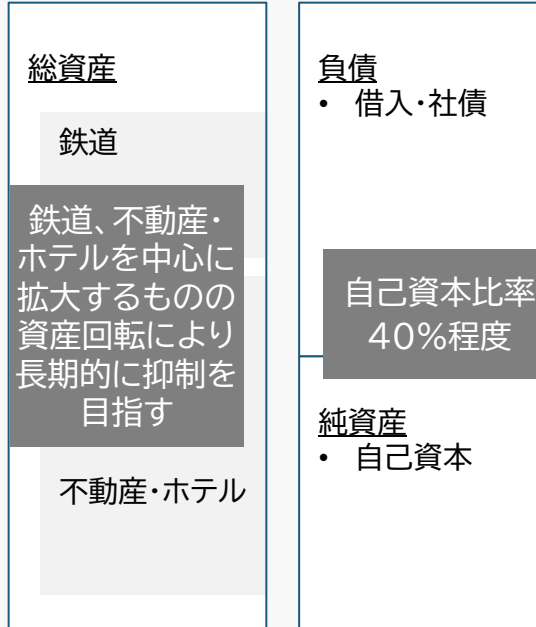 総資産
鉄道
鉄道、不動産・
ホテルを中心に
拡大するものの
資産回転により
長期的に抑制を
目指す
不動産・ホテル
負債
• 借入・社債
自己資本比率
40%程度
純資産
• 自己資本